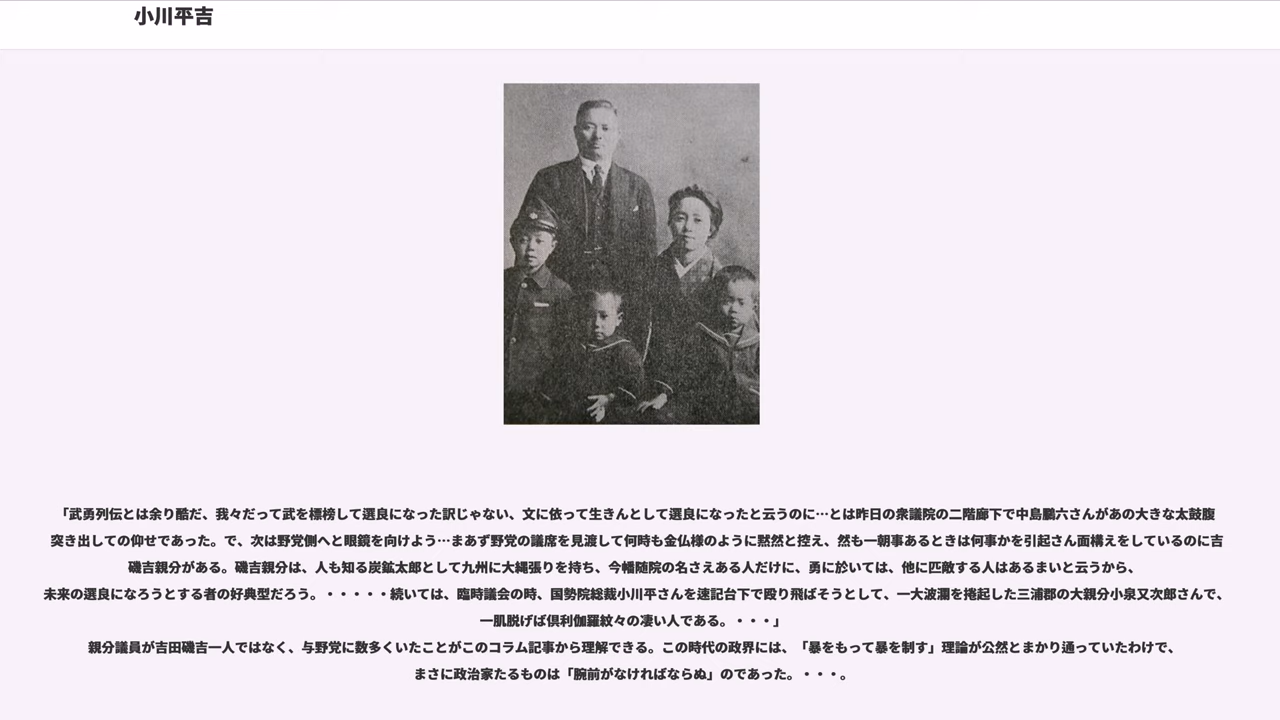 小川平吉
「武勇列伝とは余り酷だ、我々だって武を標榜して選良になった訳じゃない、文に依って生きんとして選良になったと云うのに…とは昨日の衆議院の二階廊下で中島鵬六さんがあの大きな太鼓腹
突き出しての仰せであった。で、次は野党側へと眼鏡を向けよう…まあず野党の議席を見渡して何時も金仏様のように黙然と控え、然も一朝事あるときは何事かを引起さん面構えをしているのに吉
磯吉親分がある。磯吉親分は、人も知る炭鉱太郎として九州に大縄張りを持ち、今幡随院の名さえある人だけに、勇に於いては、他に匹敵する人はあるまいと云うから、
未来の選良になろうとする者の好典型だろう。・・・・・続いては、臨時議会の時、国勢院総裁小川平さんを速記台下で殴り飛ばそうとして、一大波瀾を捲起した三浦郡の大親分小泉又次郎さんで、
一肌脱げば倶利伽羅紋々の凄い人である。・・・」
親分議員が吉田磯吉一人ではなく、与野党に数多くいたことがこのコラム記事から理解できる。この時代の政界には、「暴をもって暴を制す」理論が公然とまかり通っていたわけで、
まさに政治家たるものは「腕前がなければならぬ」のであった。・・・。